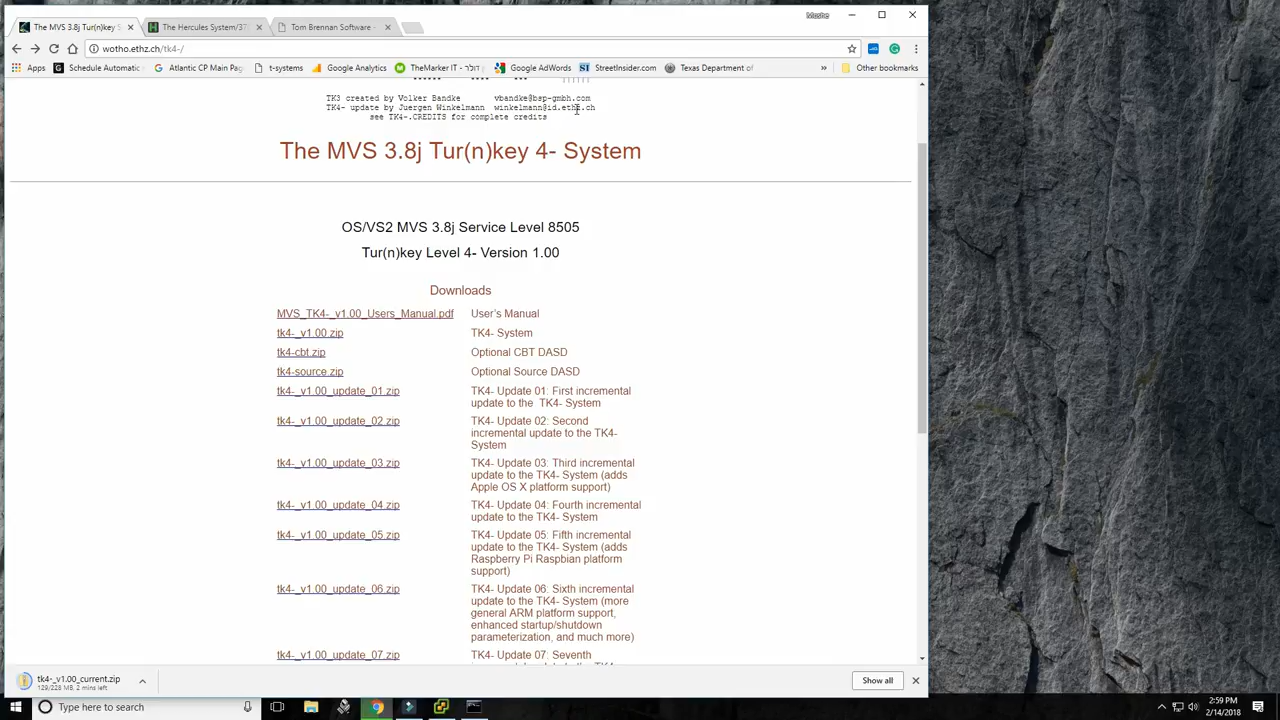 The MVS 3.8j Tur(n)key S
The Hercules System/37
Tom Brennan Software -
Moshe
wotho.ethz.ch/tk4-/
Apps
Schedule Automatic
Atlantic CP Main Pag
t-systems
Google Analytics
TheMarker IT - דולר
Google AdWords
StreetInsider.com
Texas Department of
»
Other bookmarks
TK3 created by Volker Bandke vbandke@bsp-gmbh.com
TK4- update by Juergen Winkelmann winkelmann@id.ethz.ch
see TK4-.CREDITS for complete credits
The MVS 3.8j Tur(n)key 4- System
OS/VS2 MVS 3.8j Service Level 8505
Tur(n)key Level 4- Version 1.00
Downloads
MVS_TK4-_v1.00_Users_Manual.pdf User's Manual
tk4-_v1.00.zip TK4- System
tk4-cbt.zip Optional CBT DASD
tk4-source.zip Optional Source DASD
tk4-_v1.00_update_01.zip TK4- Update 01: First incremental
update to the TK4- System
tk4-_v1.00_update_02.zip TK4- Update 02: Second
incremental update to the TK4-
System
tk4-_v1.00_update_03.zip TK4- Update 03: Third incremental
update to the TK4- System (adds
Apple OS X platform support)
tk4-_v1.00_update_04.zip TK4- Update 04: Fourth incremental
update to the TK4- System
tk4-_v1.00_update_05.zip TK4- Update 05: Fifth incremental
update to the TK4- System (adds
Raspberry Pi Raspbian platform
support)
tk4-_v1.00_update_06.zip TK4- Update 06: Sixth incremental
update to the TK4- System (more
general ARM platform support,
enhanced startup/shutdown
parameterization, and much more)
tk4-_v1.00_update_07.zip TK4- Update 07: Seventh
tk4-_v1.00_current.zip
129/228 MB, 2 mins left
Show all
Type here to search
2:59 PM
2/14/2018